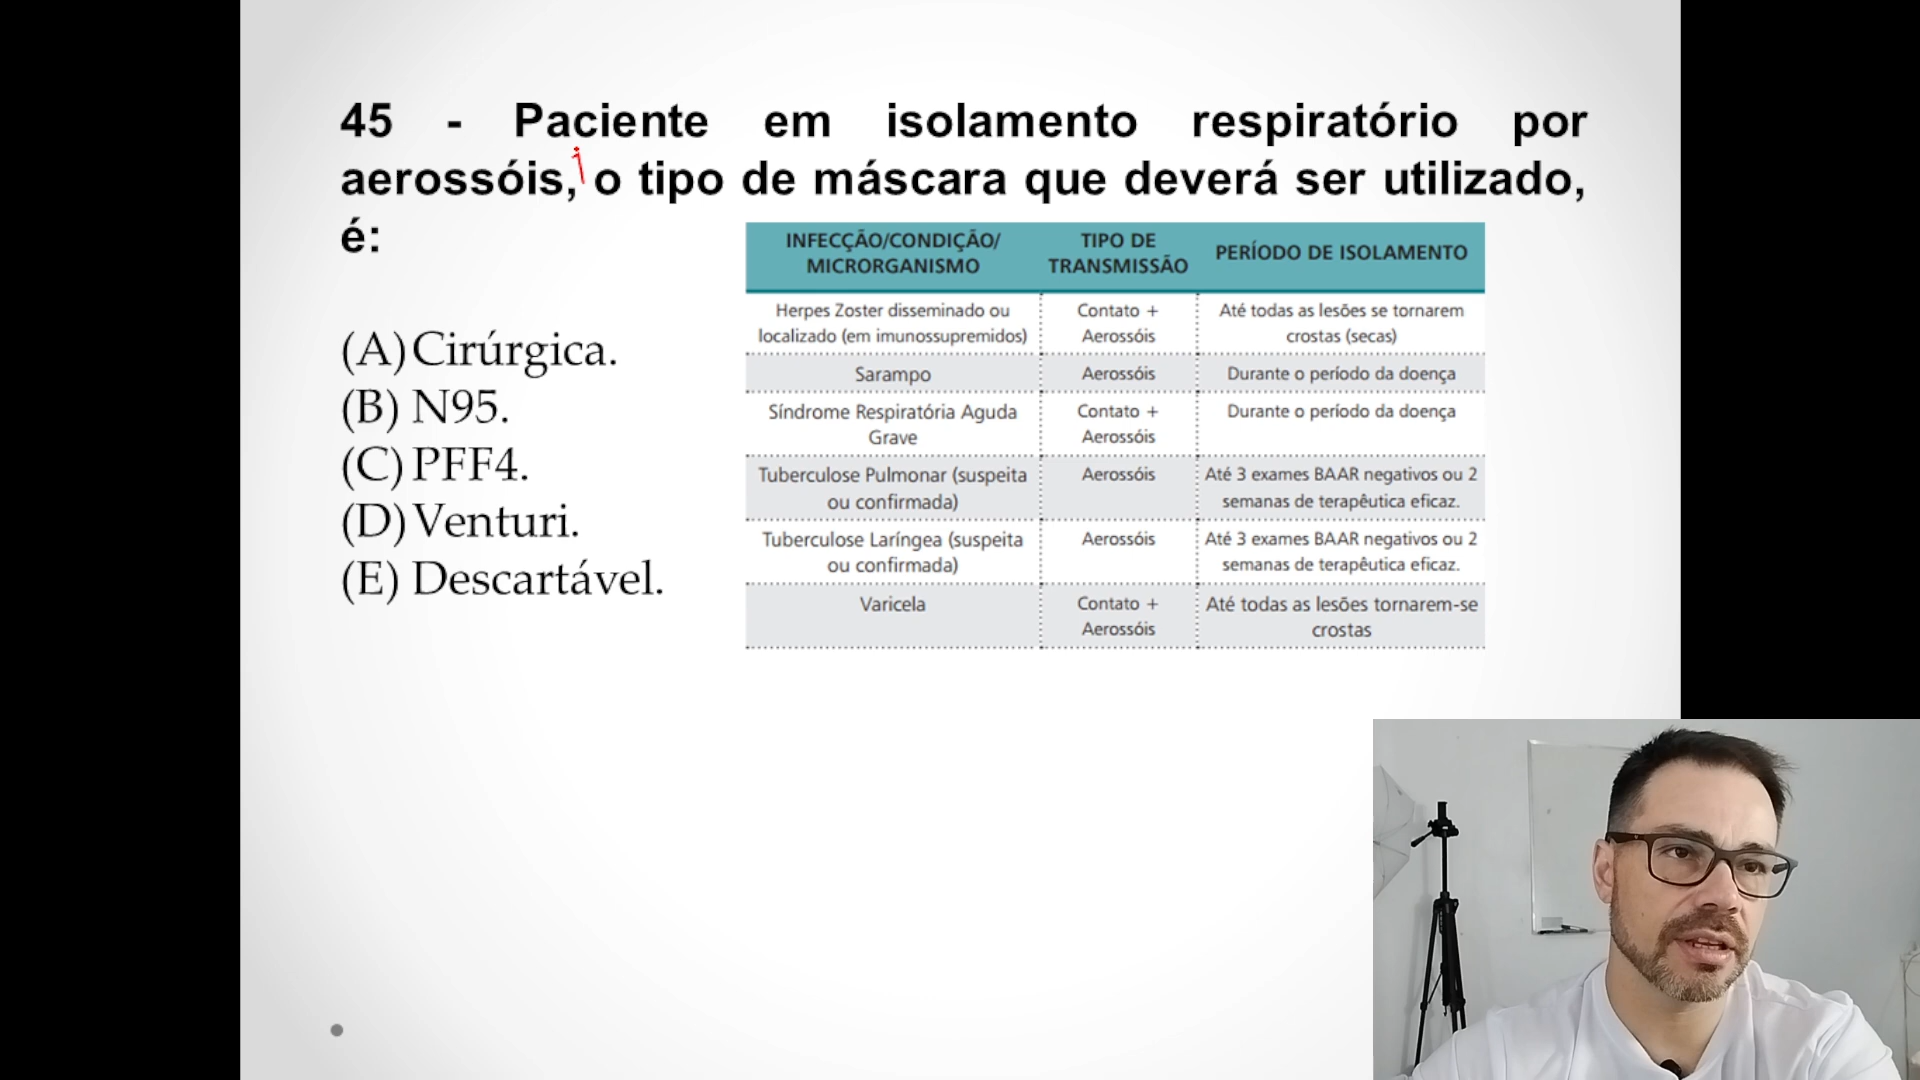 45 - Paciente em isolamento respiratório por
aerossóis, o tipo de máscara que deverá ser utilizado,
é:
(A) Cirúrgica.
(B) N95.
(C) PFF4.
(D) Venturi.
(E) Descartável.
INFECÇÃO/CONDIÇÃO/
MICRORGANISMO
TIPO DE
TRANSMISSÃO
PERÍODO DE ISOLAMENTO
Herpes Zoster disseminado ou
localizado (em imunossupremidos)
Contato +
Aerossóis
Até todas as lesões se tornarem
crostas (secas)
Sarampo
Aerossóis
Durante o período da doença
Síndrome Respiratória Aguda
Grave
Contato +
Aerossóis
Durante o período da doença
Tuberculose Pulmonar (suspeita
ou confirmada)
Aerossóis
Até 3 exames BAAR negativos ou 2
semanas de terapêutica eficaz.
Tuberculose Laríngea (suspeita
ou confirmada)
Aerossóis
Até 3 exames BAAR negativos ou 2
semanas de terapêutica eficaz.
Varicela
Contato +
Aerossóis
Até todas as lesões tornarem-se
crostas